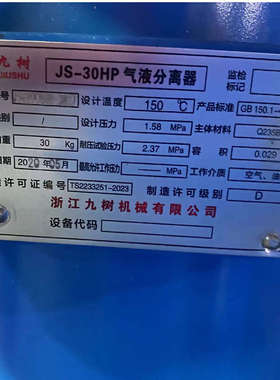 九树 JS-30HP 气液分离器 监检
JIUSHU 标记
号 设计温度 150 ℃ 产品标准 GB 150.1
别 / 设计压力 1.58 MPa 主体材料 Q235
量 30 Kg 耐压试验压力 2.37 MPa 容 积 0.029
日期 2020年05月 最高允许工作压力 — MPa 工作介质 空气、油
造许可证编号 TS2233251-2023 制造许可级别 D
浙江九树机械有限公司
设备代码